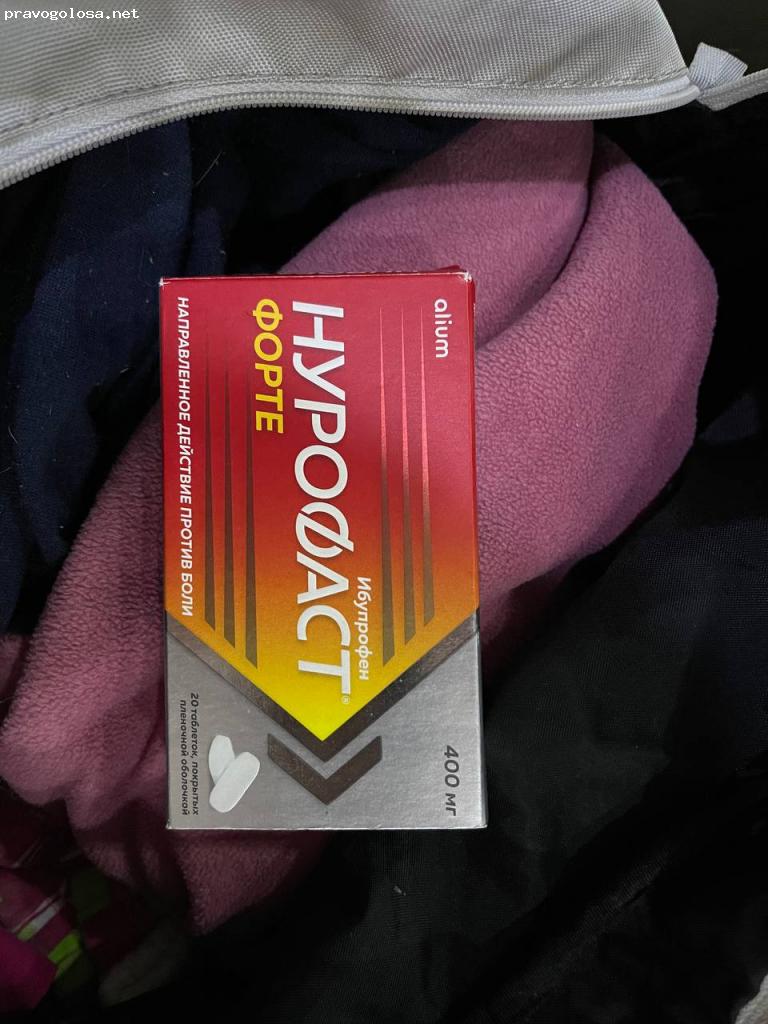 pravogolosa.net
alium
Ибупрофен
НУРОФАСТ®
ФОРТЕ
НАПРАВЛЕННОЕ ДЕЙСТВИЕ ПРОТИВ БОЛИ
400 мг
20 таблеток, покрытых
пленочной оболочкой